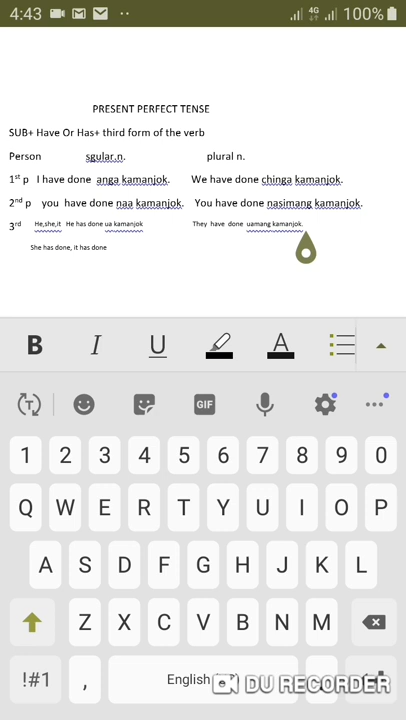 4:43 4G 100%
PRESENT PERFECT TENSE
SUB+ Have Or Has+ third form of the verb
Person sgular.n. plural n.
1st p I have done anga kamanjok. We have done chinga kamanjok.
2nd p you have done naa kamanjok. You have done nasimang kamanjok.
3rd He,she,it He has done ua kamanjok They have done uamang kamanjok.
She has done, it has done
B I U A
T GIF
1 2 3 4 5 6 7 8 9 0
Q W E R T Y U I O P
A S D F G H J K L
Z X C V B N M
!#1 , English
DU RECORDER